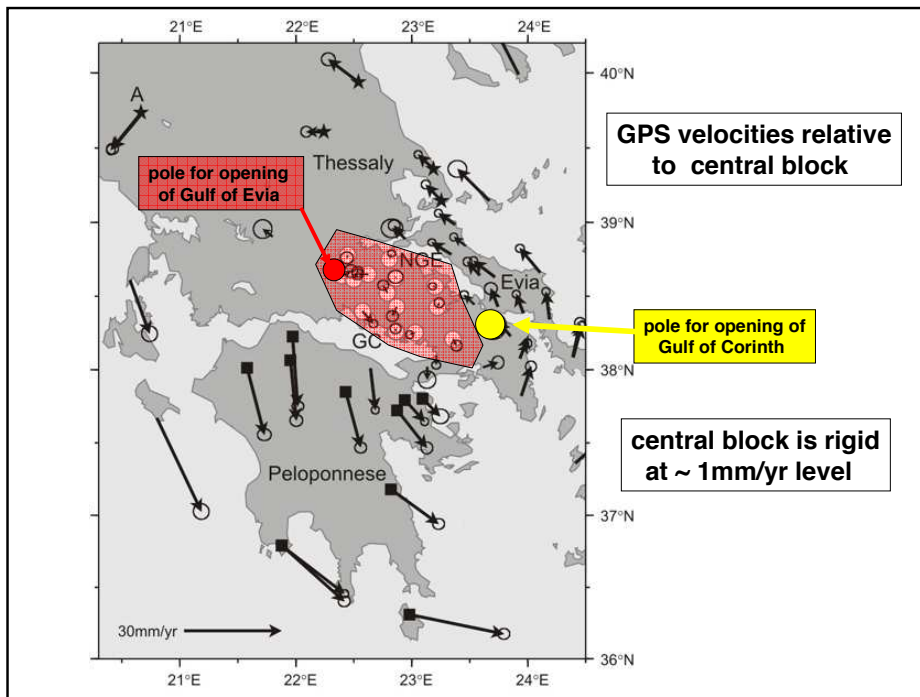 21°E 22°E 23°E 24°E
40°N
A
GPS velocities relative
to central block
Thessaly
pole for opening
of Gulf of Evia
39°N
NGE
Evia
pole for opening of
Gulf of Corinth
GC
38°N
central block is rigid
at ~ 1mm/yr level
Peloponnese
37°N
30mm/yr
36°N
21°E 22°E 23°E 24°E